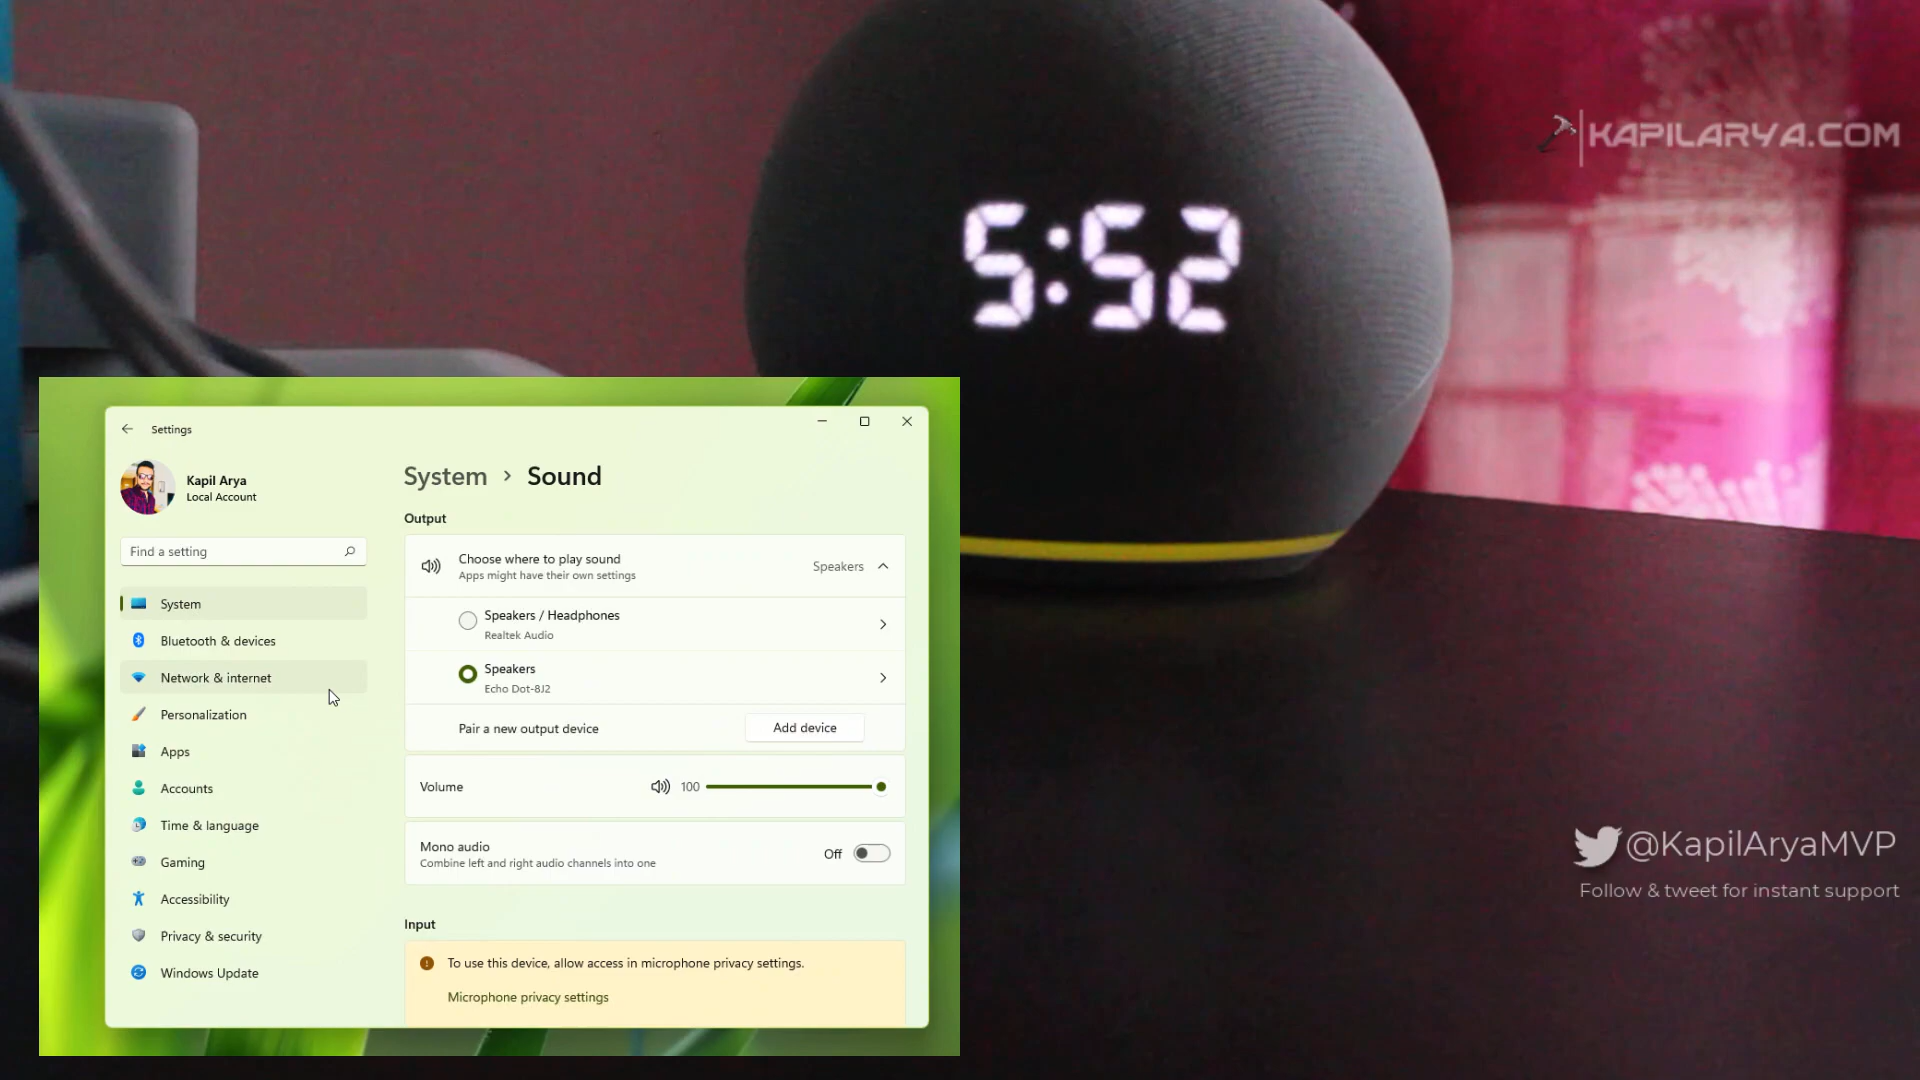 KAPILARYA.COM
5:52
Settings
Kapil Arya
Local Account
Find a setting
System
Bluetooth & devices
Network & internet
Personalization
Apps
Accounts
Time & language
Gaming
Accessibility
Privacy & security
Windows Update
System > Sound
Output
Choose where to play sound
Apps might have their own settings
Speakers
Speakers / Headphones
Realtek Audio
Speakers
Echo Dot-8J2
Pair a new output device
Add device
Volume
100
Mono audio
Combine left and right audio channels into one
Off
Input
To use this device, allow access in microphone privacy settings.
Microphone privacy settings
@KapilAryaMVP
Follow & tweet for instant support